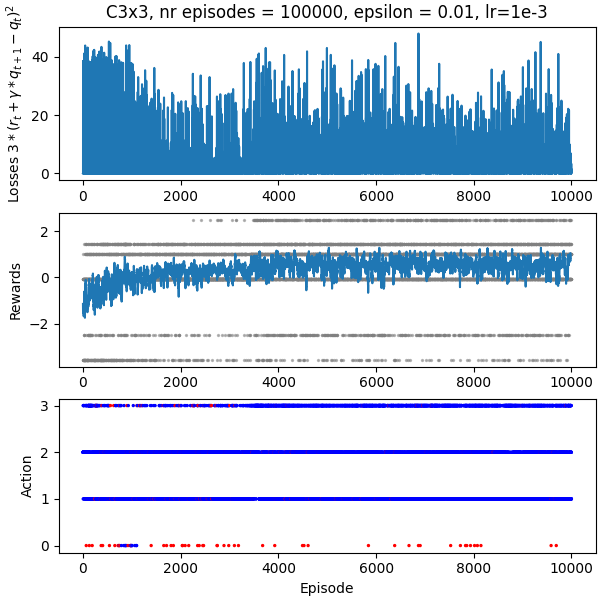 C3x3, nr episodes = 100000, epsilon = 0.01, lr=1e-3
Losses 3 * (r_t + γ * q_{t+1} − q_t)^2
40
20
0
0 2000 4000 6000 8000 10000
Rewards
2
0
−2
0 2000 4000 6000 8000 10000
Action
3
2
1
0
0 2000 4000 6000 8000 10000
Episode